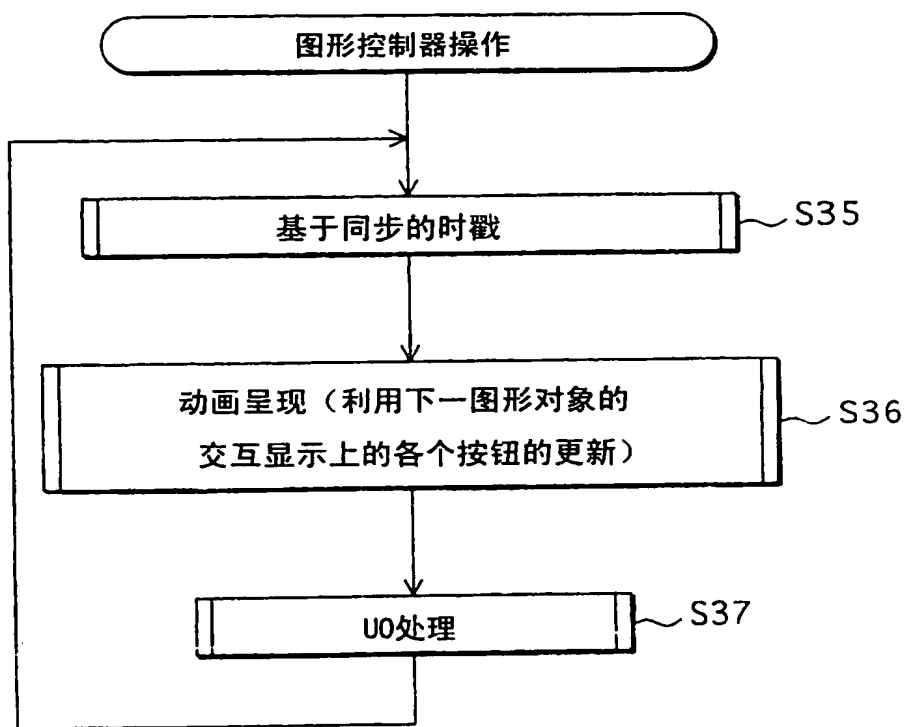 图形控制器操作
基于同步的时戳
S35
动画呈现（利用下一图形对象的
交互显示上的各个按钮的更新）
S36
UO处理
S37